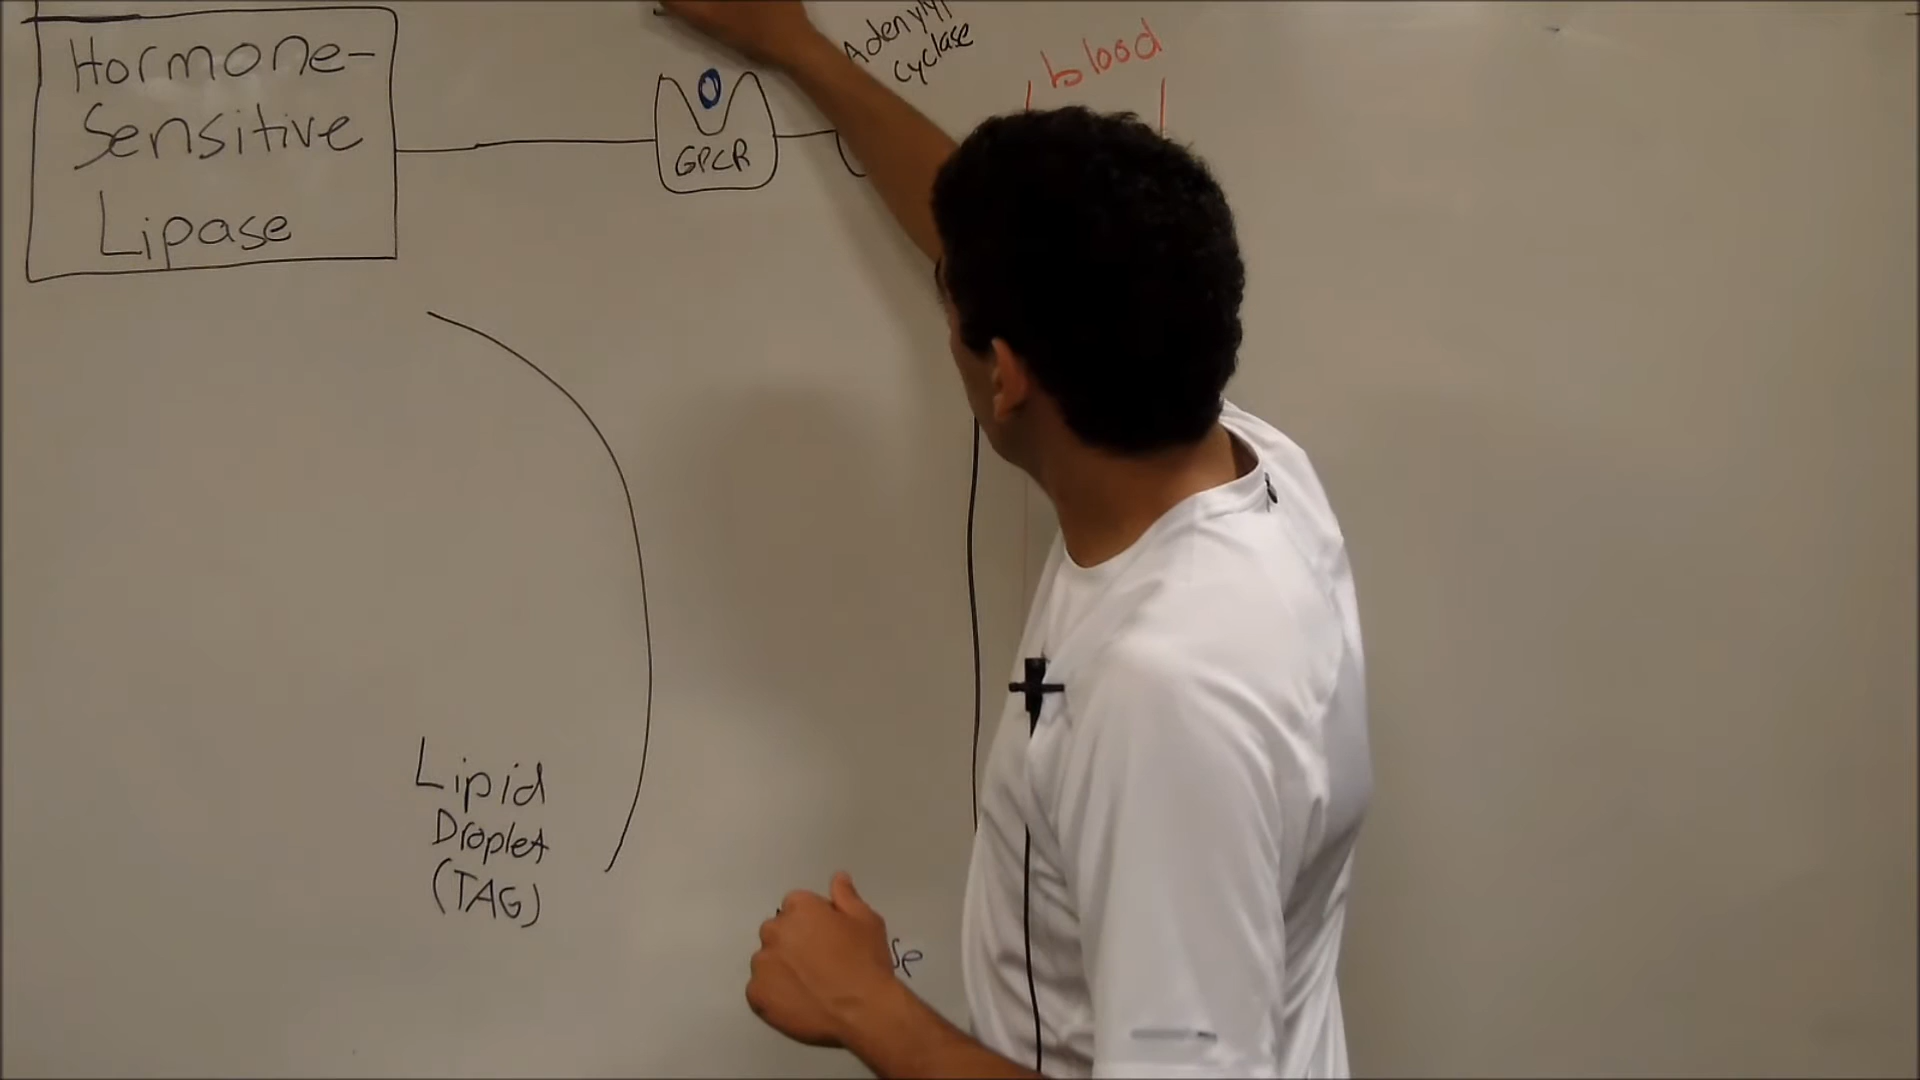 Hormone-
Sensitive
Lipase
GPCR
Adenylyl
cyclase
blood
Lipid
Droplet
(TAG)